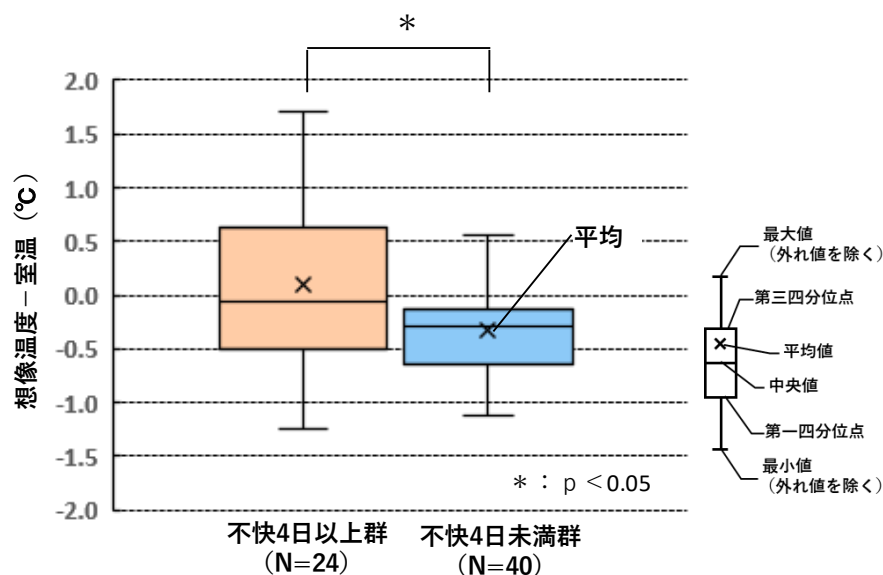 ＊
2.0
1.5
1.0
0.5
0.0
-0.5
-1.0
-1.5
-2.0
想像温度－室温（℃）
平均
＊：ｐ＜0.05
不快4日以上群
（N=24）
不快4日未満群
（N=40）
最大値
（外れ値を除く）
第三四分位点
平均値
中央値
第一四分位点
最小値
（外れ値を除く）